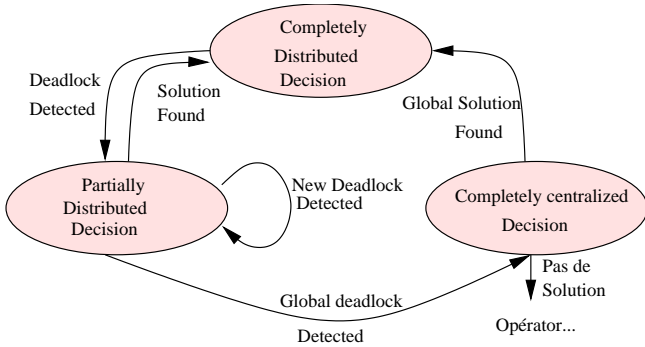 Completely
Distributed
Decision
Deadlock
Detected
Solution
Found
Global Solution
Found
Partially
Distributed
Decision
New Deadlock
Detected
Completely centralized
Decision
Global deadlock
Detected
Pas de
Solution
Opérator...